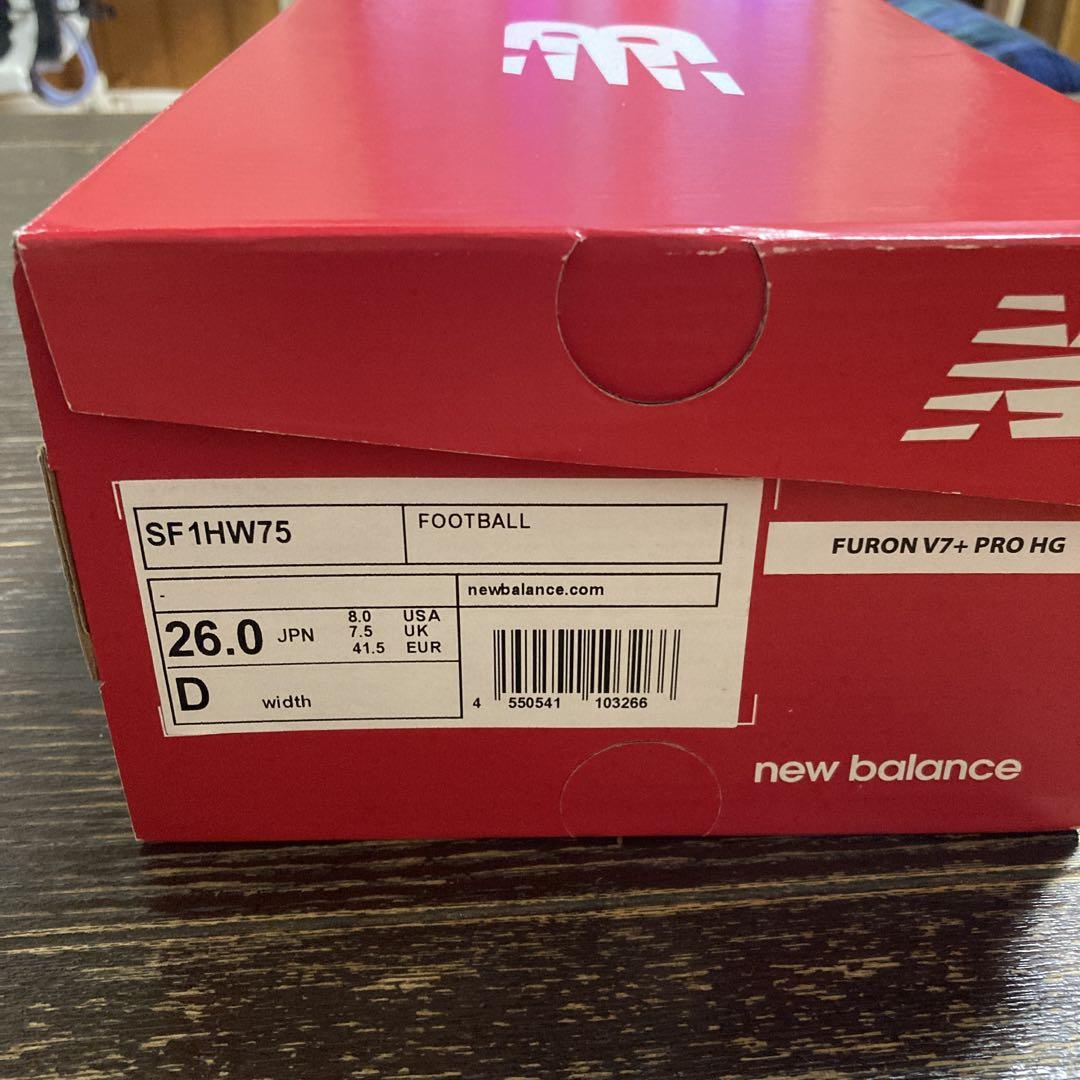 SF1HW75
FOOTBALL
FURON V7+ PRO HG
-
newbalance.com
26.0 JPN
8.0 USA
7.5 UK
41.5 EUR
D width
4 550541 103266
new balance